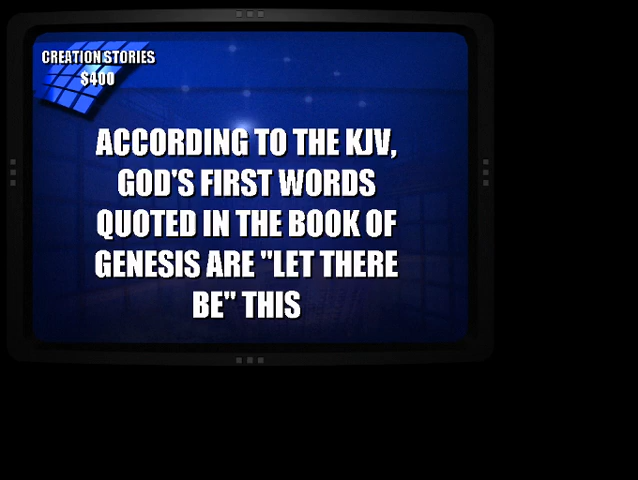 CREATION STORIES
$400
ACCORDING TO THE KJV,
GOD'S FIRST WORDS
QUOTED IN THE BOOK OF
GENESIS ARE "LET THERE
BE" THIS